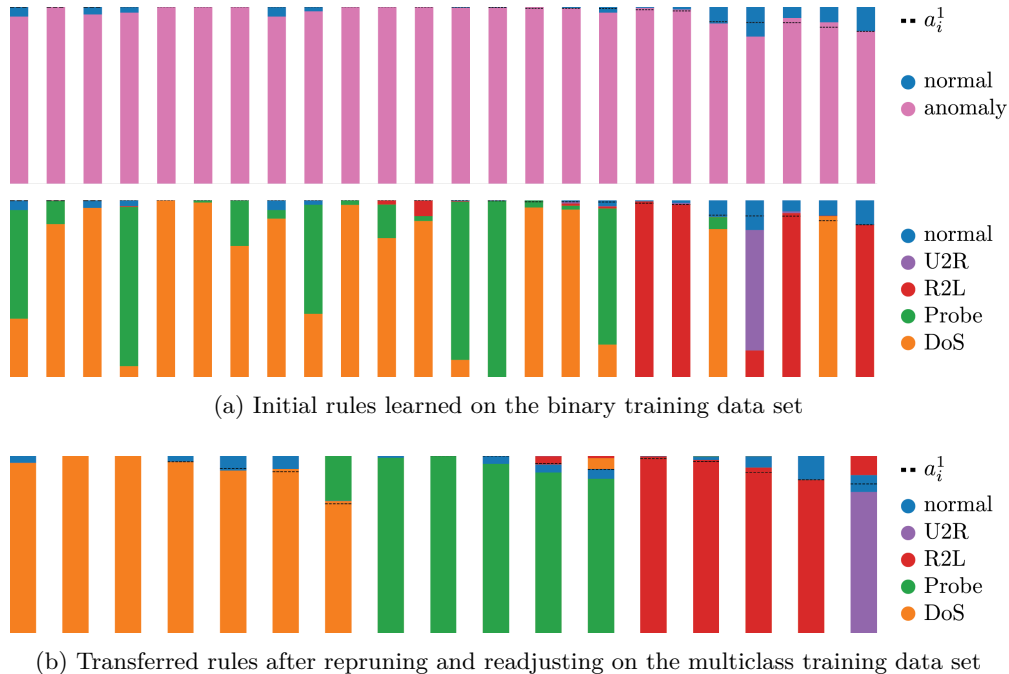 a_i^1
normal
anomaly
normal
U2R
R2L
Probe
DoS
(a) Initial rules learned on the binary training data set
a_i^1
normal
U2R
R2L
Probe
DoS
(b) Transferred rules after repruning and readjusting on the multiclass training data set